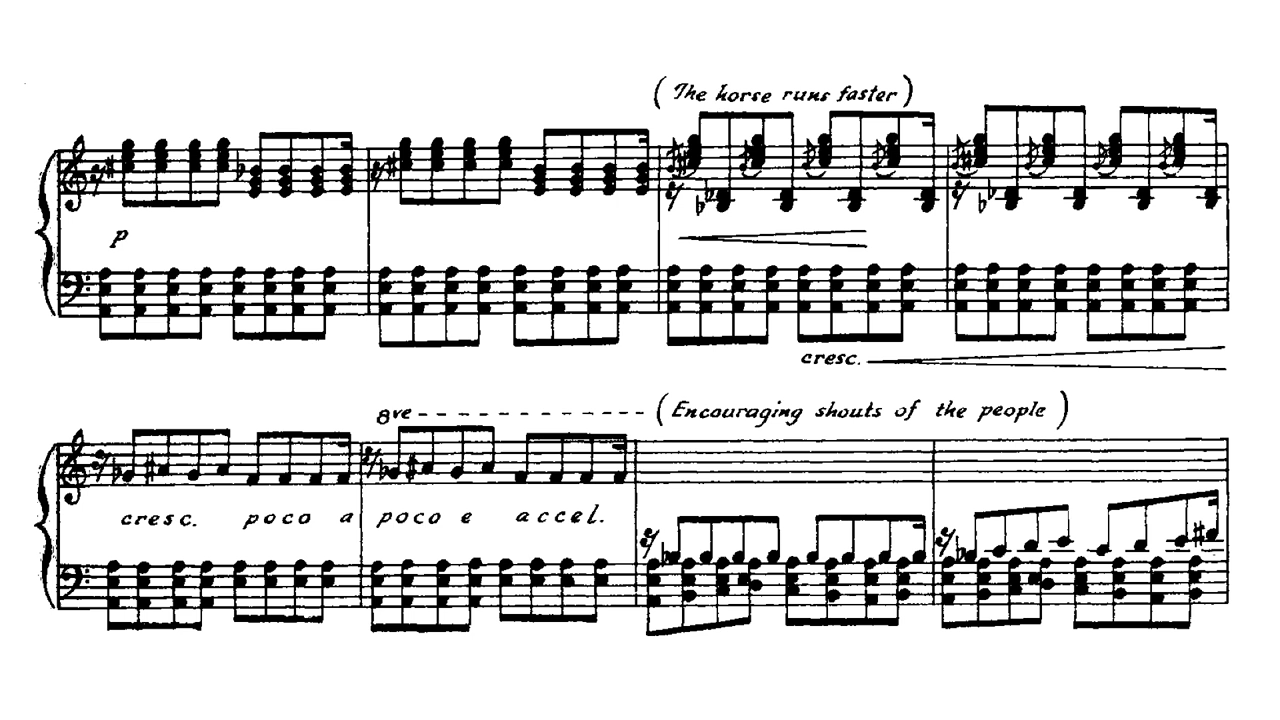 (The horse runs faster)
p
cresc.
8ve
(Encouraging shouts of the people)
cresc. poco a poco e accel.